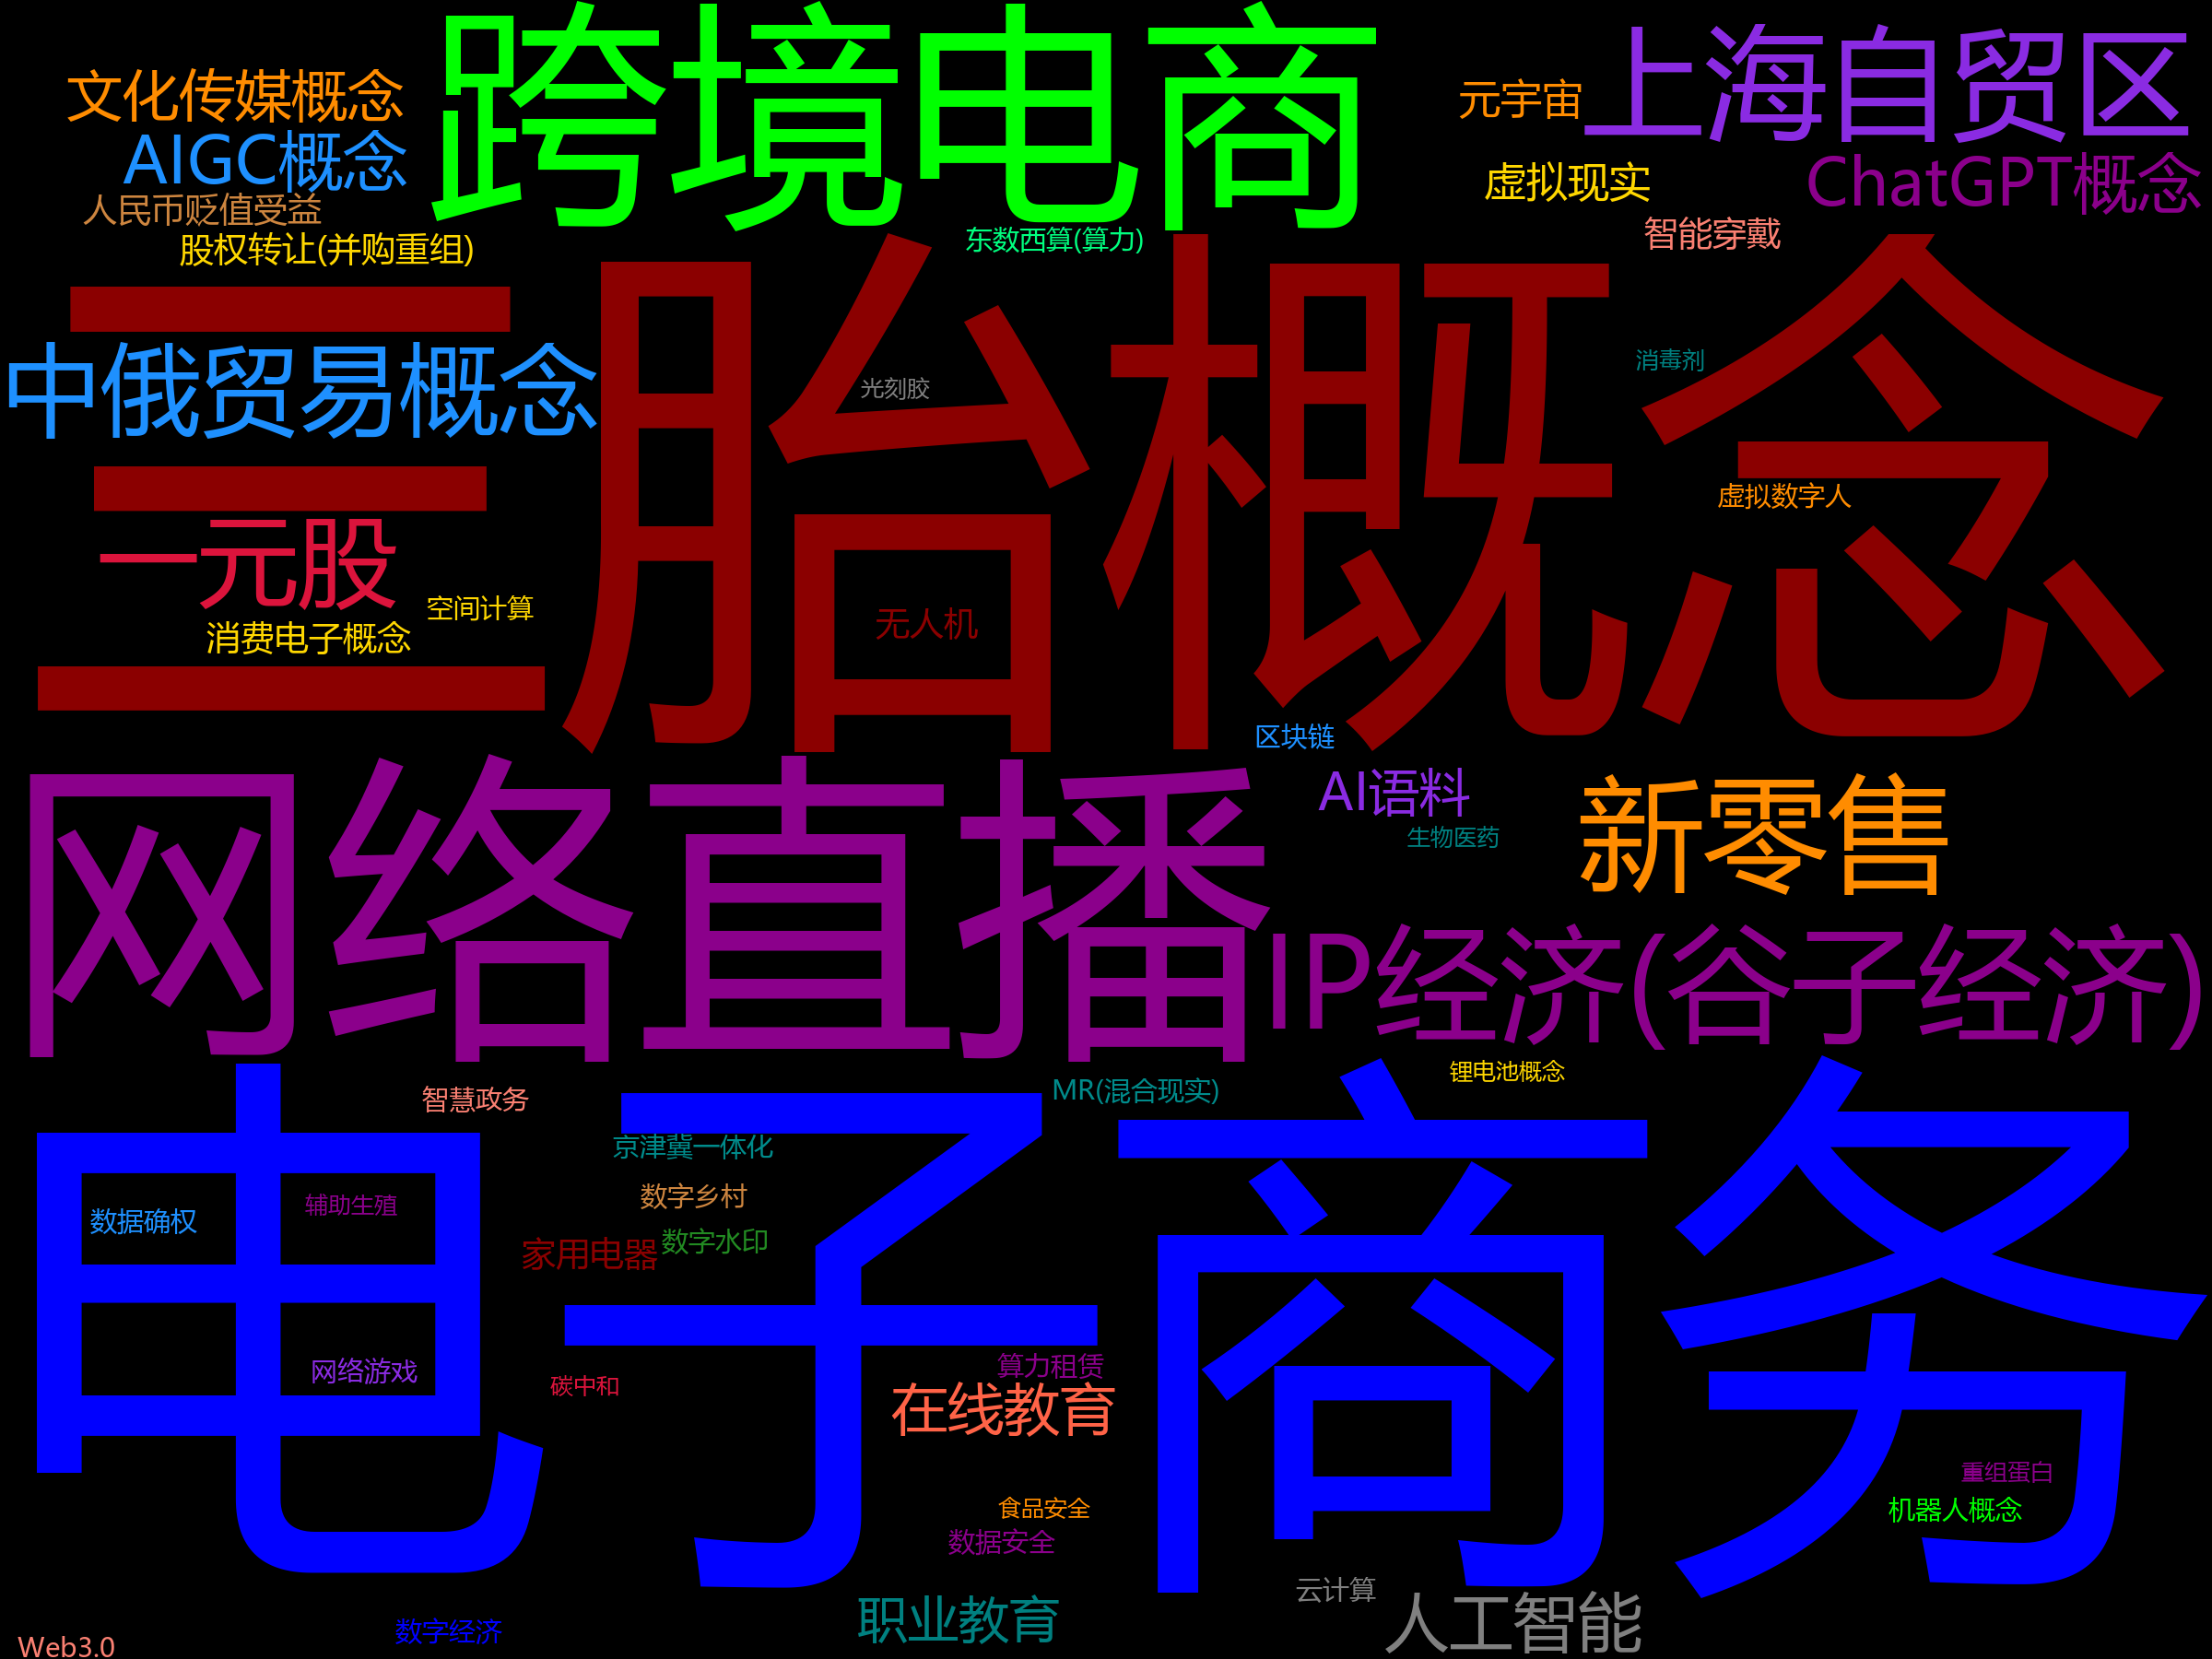 跨境电商
上海自贸区
文化传媒概念
元宇宙
AIGC概念
虚拟现实
ChatGPT概念
人民币贬值受益
股权转让(并购重组)
东数西算(算力)
智能穿戴
三胎概念
中俄贸易概念
光刻胶
消毒剂
虚拟数字人
一元股
空间计算
无人机
消费电子概念
区块链
网络直播
AI语料
生物医药
新零售
IP经济(谷子经济)
电子商务
锂电池概念
智慧政务
MR(混合现实)
京津冀一体化
数字乡村
辅助生殖
数据确权
数字水印
家用电器
网络游戏
算力租赁
碳中和
在线教育
重组蛋白
食品安全
机器人概念
数据安全
云计算
职业教育
人工智能
数字经济
Web3.0